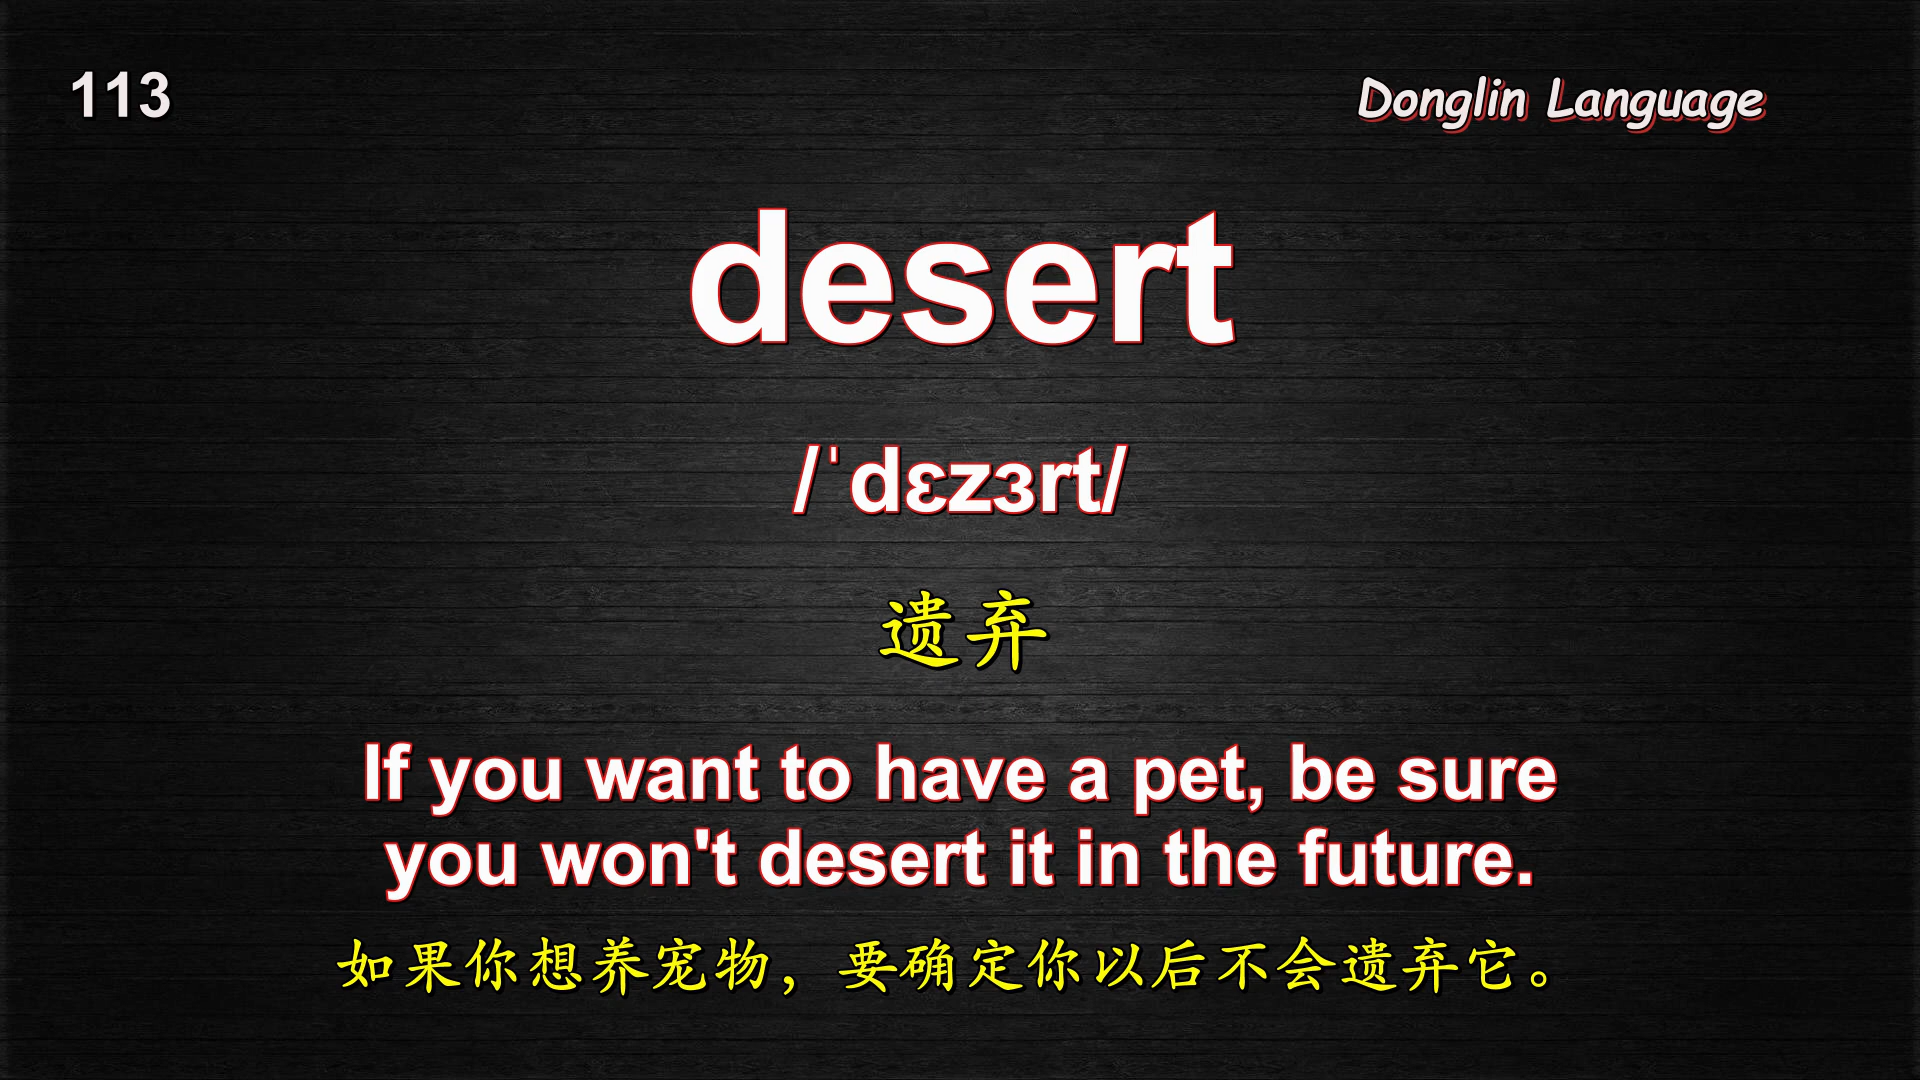 113
Donglin Language
desert
/ˈdɛzɜrt/
遗弃
If you want to have a pet, be sure
you won't desert it in the future.
如果你想养宠物，要确定你以后不会遗弃它。